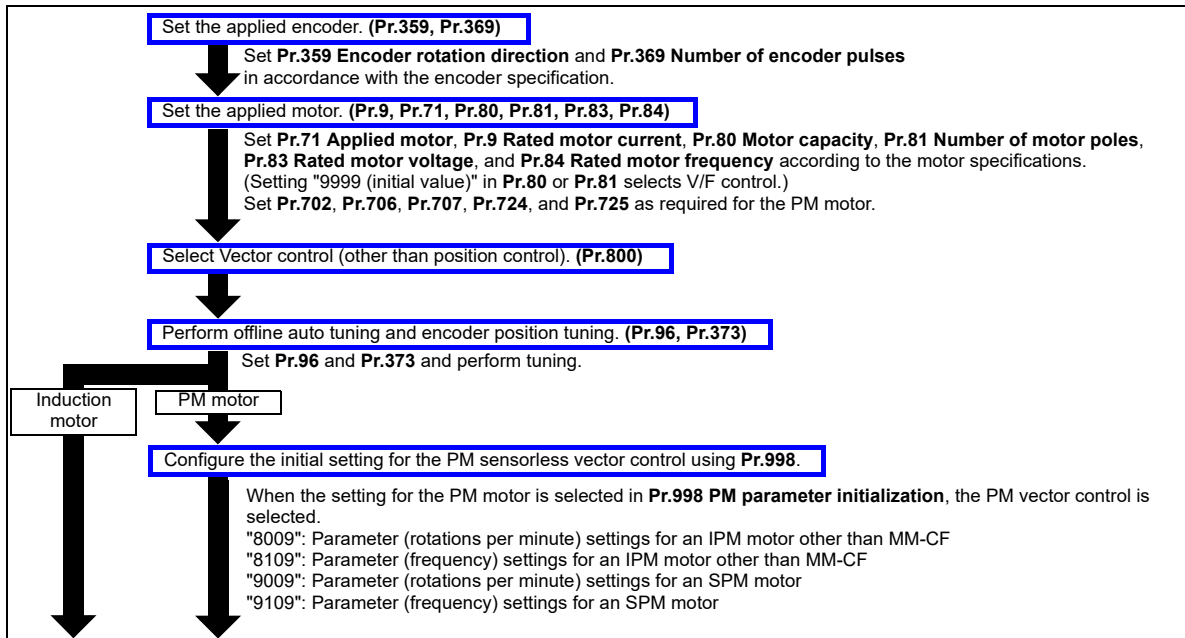 Set the applied encoder. (Pr.359, Pr.369)
Set Pr.359 Encoder rotation direction and Pr.369 Number of encoder pulses
in accordance with the encoder specification.
Set the applied motor. (Pr.9, Pr.71, Pr.80, Pr.81, Pr.83, Pr.84)
Set Pr.71 Applied motor, Pr.9 Rated motor current, Pr.80 Motor capacity, Pr.81 Number of motor poles,
Pr.83 Rated motor voltage, and Pr.84 Rated motor frequency according to the motor specifications.
(Setting "9999 (initial value)" in Pr.80 or Pr.81 selects V/F control.)
Set Pr.702, Pr.706, Pr.707, Pr.724, and Pr.725 as required for the PM motor.
Select Vector control (other than position control). (Pr.800)
Perform offline auto tuning and encoder position tuning. (Pr.96, Pr.373)
Set Pr.96 and Pr.373 and perform tuning.
Induction
motor
PM motor
Configure the initial setting for the PM sensorless vector control using Pr.998.
When the setting for the PM motor is selected in Pr.998 PM parameter initialization, the PM vector control is
selected.
"8009": Parameter (rotations per minute) settings for an IPM motor other than MM-CF
"8109": Parameter (frequency) settings for an IPM motor other than MM-CF
"9009": Parameter (rotations per minute) settings for an SPM motor
"9109": Parameter (frequency) settings for an SPM motor